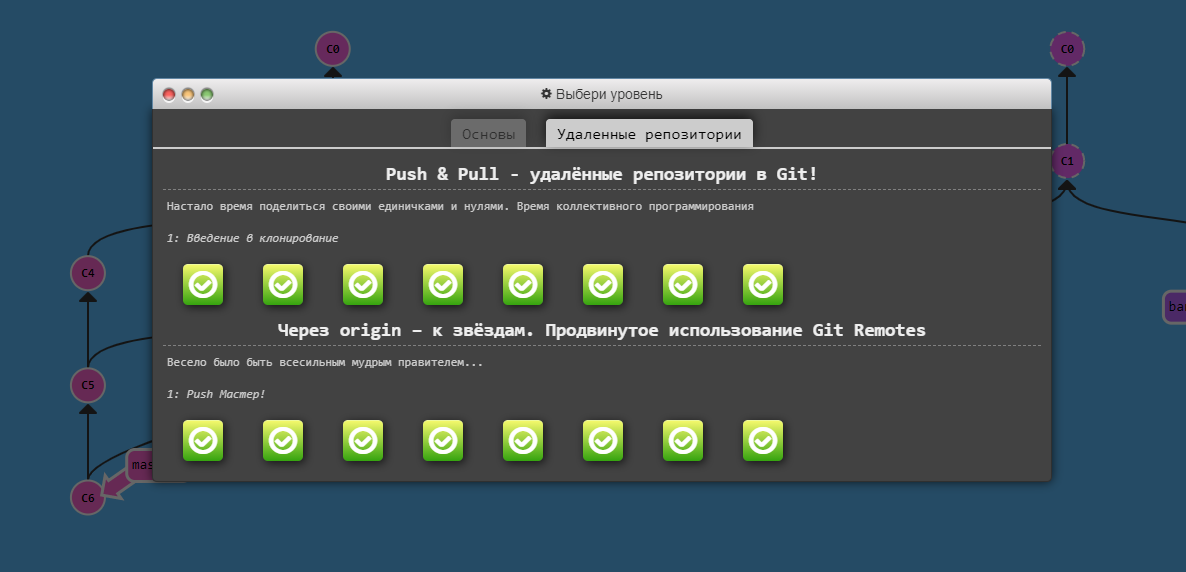 C0
C0
Выбери уровень
Основы
Удаленные репозитории
Push & Pull - удалённые репозитории в Git!
C1
Настало время поделиться своими единичками и нулями. Время коллективного программирования
1: Введение в клонирование
C4
Через origin – к звёздам. Продвинутое использование Git Remotes
Весело было быть всесильным мудрым правителем...
C5
1: Push Мастер!
C6